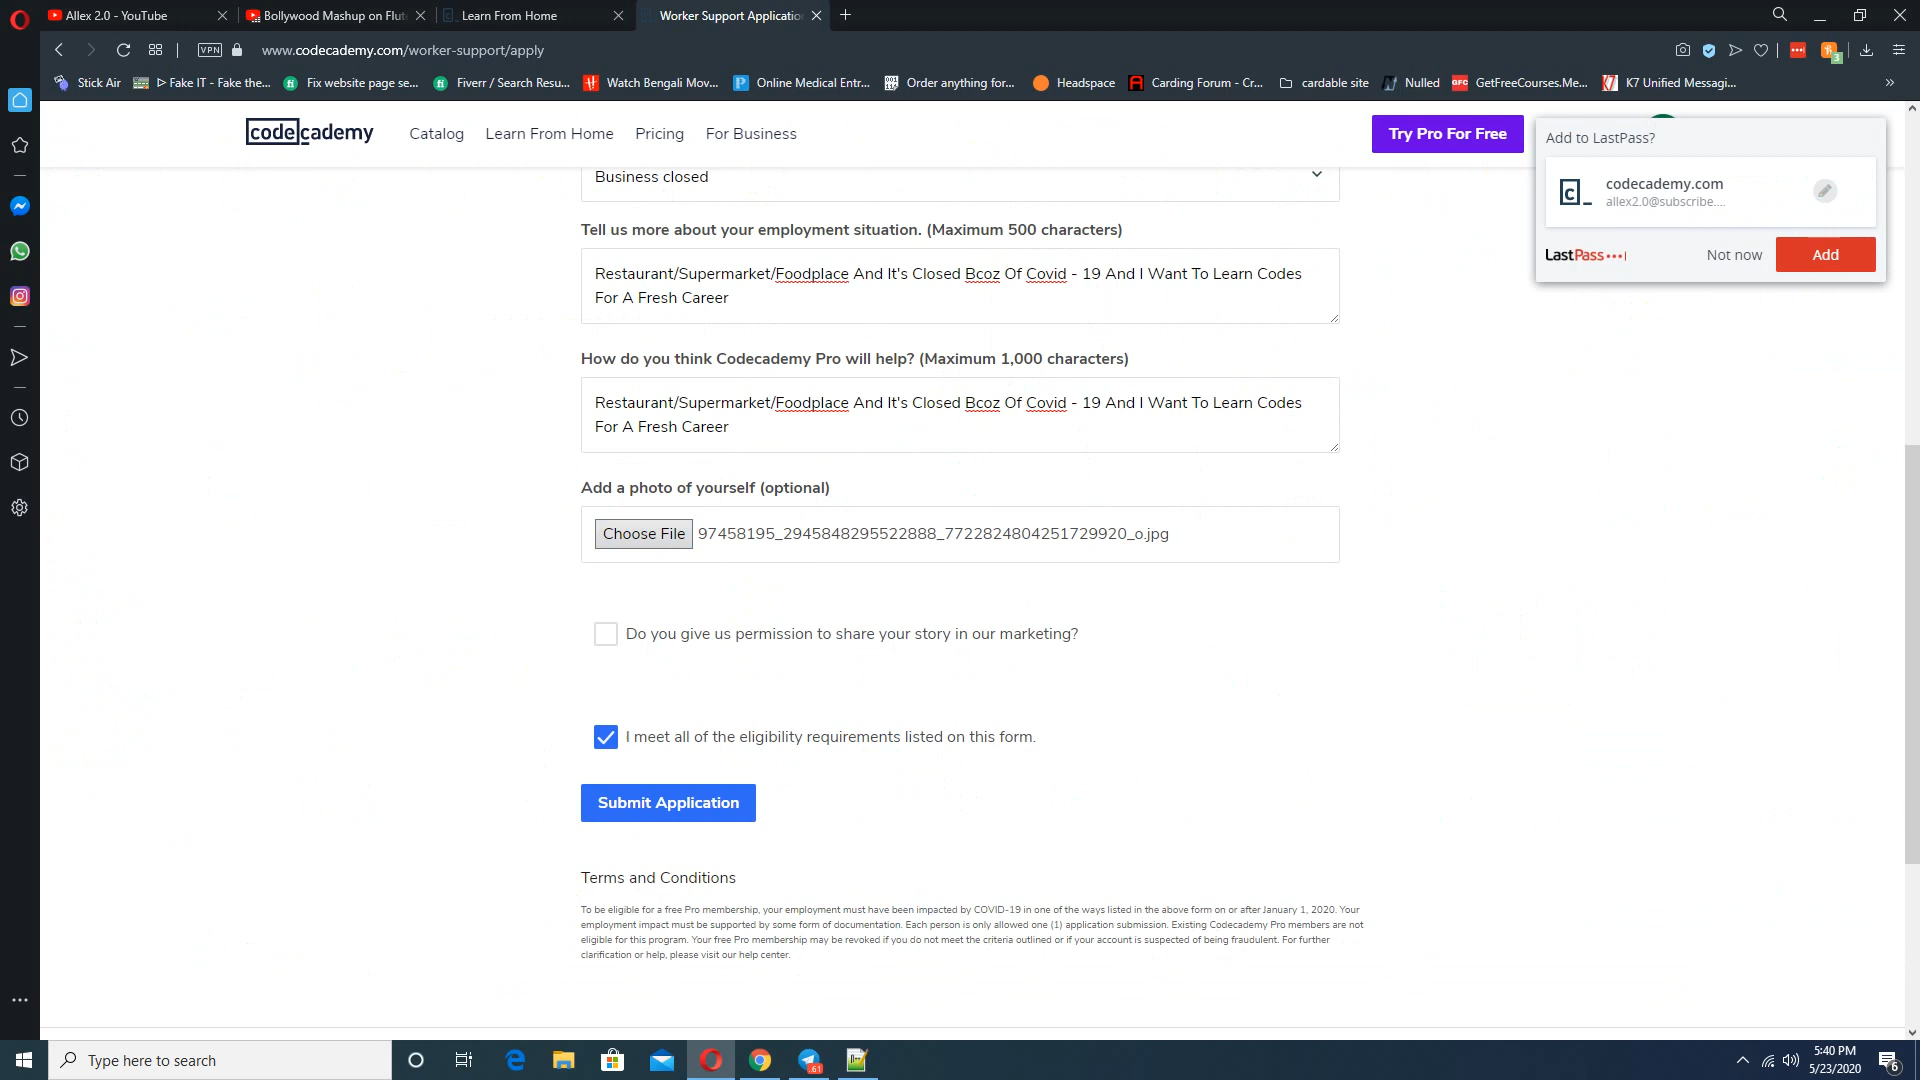 Allex 2.0 - YouTube
Bollywood Mashup on Flut
Learn From Home
Worker Support Applicatio
VPN
www.codecademy.com/worker-support/apply
3
Stick Air
ᐅ Fake IT - Fake the...
Fix website page se...
Fiverr / Search Resu...
Watch Bengali Mov...
Online Medical Entr...
Order anything for...
Headspace
Carding Forum - Cr...
cardable site
Nulled
GFC
GetFreeCourses.Me...
K7 Unified Messagi...
»
codecademy
Catalog
Learn From Home
Pricing
For Business
Try Pro For Free
Add to LastPass?
codecademy.com
allex2.0@subscribe....
LastPass
Not now
Add
Business closed
Tell us more about your employment situation. (Maximum 500 characters)
Restaurant/Supermarket/Foodplace And It's Closed Bcoz Of Covid - 19 And I Want To Learn Codes
For A Fresh Career
How do you think Codecademy Pro will help? (Maximum 1,000 characters)
Restaurant/Supermarket/Foodplace And It's Closed Bcoz Of Covid - 19 And I Want To Learn Codes
For A Fresh Career
Add a photo of yourself (optional)
Choose File 97458195_2945848295522888_7722824804251729920_o.jpg
Do you give us permission to share your story in our marketing?
I meet all of the eligibility requirements listed on this form.
Submit Application
Terms and Conditions
To be eligible for a free Pro membership, your employment must have been impacted by COVID-19 in one of the ways listed in the above form on or after January 1, 2020. Your
employment impact must be supported by some form of documentation. Each person is only allowed one (1) application submission. Existing Codecademy Pro members are not
eligible for this program. Your free Pro membership may be revoked if you do not meet the criteria outlined or if your account is suspected of being fraudulent. For further
clarification or help, please visit our help center.
Type here to search
.61
5:40 PM
5/23/2020
6